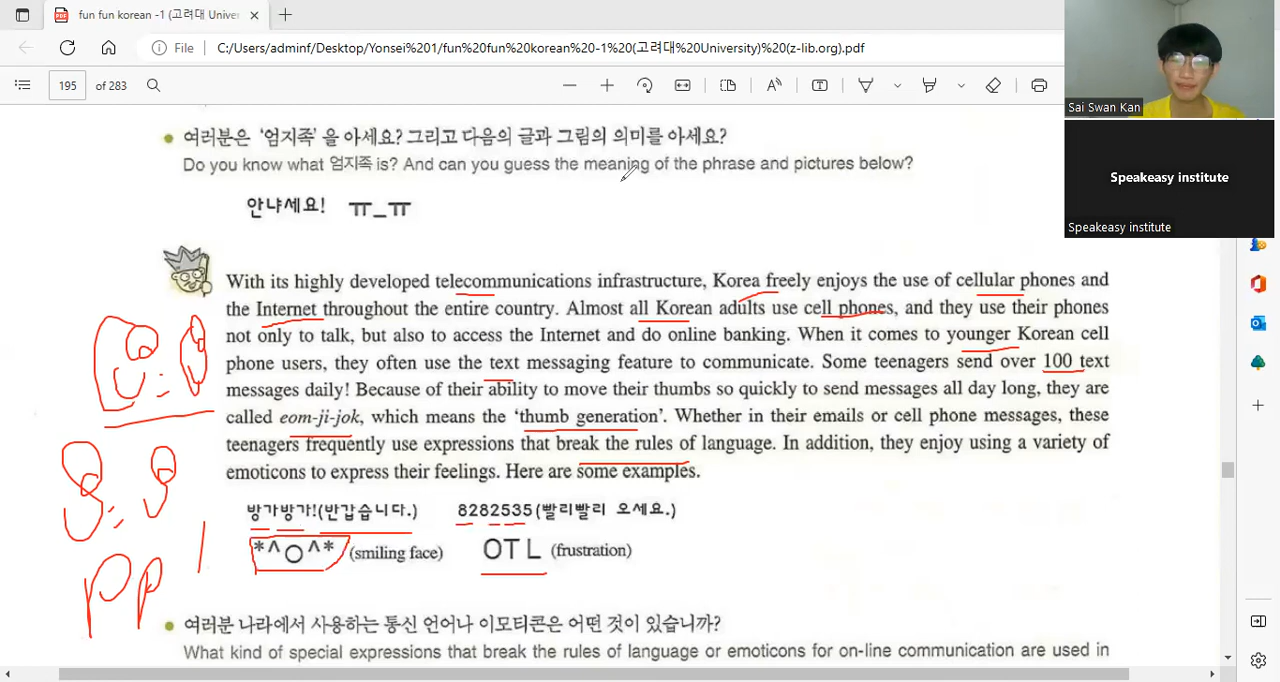 fun fun korean -1 (고려대 Univer
File C:/Users/adminf/Desktop/Yonsei%201/fun%20fun%20korean%20-1%20(고려대%20University)%20(z-lib.org).pdf
195 of 283
Sai Swan Kan
Speakeasy institute
Speakeasy institute
• 여러분은 ‘엄지족’을 아세요? 그리고 다음의 글과 그림의 의미를 아세요?
Do you know what 엄지족 is? And can you guess the meaning of the phrase and pictures below?
안냐세요! ㅠ_ㅠ
With its highly developed telecommunications infrastructure, Korea freely enjoys the use of cellular phones and
the Internet throughout the entire country. Almost all Korean adults use cell phones, and they use their phones
not only to talk, but also to access the Internet and do online banking. When it comes to younger Korean cell
phone users, they often use the text messaging feature to communicate. Some teenagers send over 100 text
messages daily! Because of their ability to move their thumbs so quickly to send messages all day long, they are
called eom-ji-jok, which means the ‘thumb generation’. Whether in their emails or cell phone messages, these
teenagers frequently use expressions that break the rules of language. In addition, they enjoy using a variety of
emoticons to express their feelings. Here are some examples.
방가방가!(반갑습니다.) 8282535(빨리빨리 오세요.)
*^O^* (smiling face) OTL (frustration)
• 여러분 나라에서 사용하는 통신 언어나 이모티콘은 어떤 것이 있습니까?
What kind of special expressions that break the rules of language or emoticons for on-line communication are used in